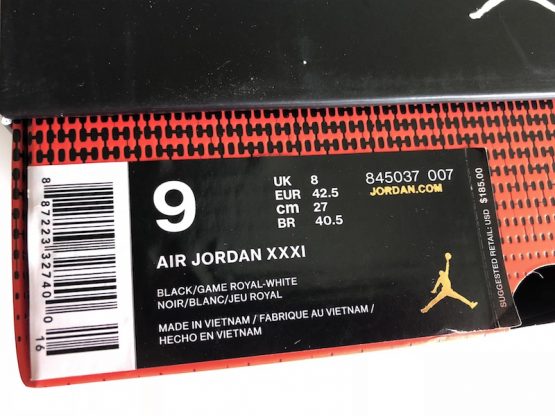 9
UK 8
EUR 42.5
cm 27
BR 40.5
845037 007
JORDAN.COM
AIR JORDAN XXXI
BLACK/GAME ROYAL-WHITE
NOIR/BLANC/JEU ROYAL
MADE IN VIETNAM / FABRIQUE AU VIETNAM /
HECHO EN VIETNAM
SUGGESTED RETAIL: USD $185.00
8 87223 32740 0 16